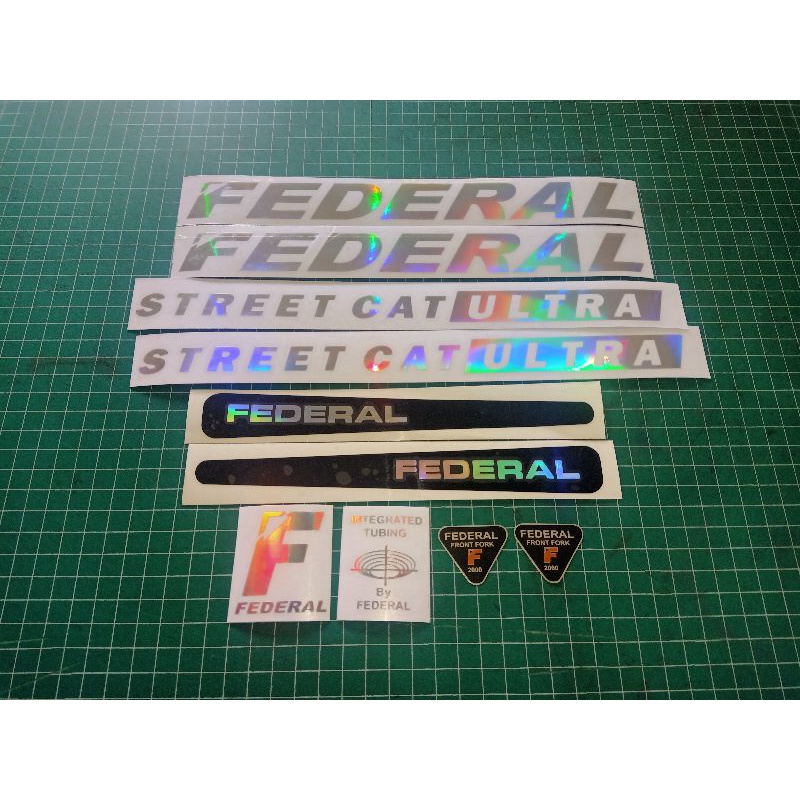 FEDERAL
FEDERAL
STREET CAT ULTRA
STREET CAT ULTRA
FEDERAL
FEDERAL
F
FEDERAL
INTEGRATED
TUBING
By
FEDERAL
FEDERAL
FRONT FORK
F
2000
FEDERAL
FRONT FORK
F
2000